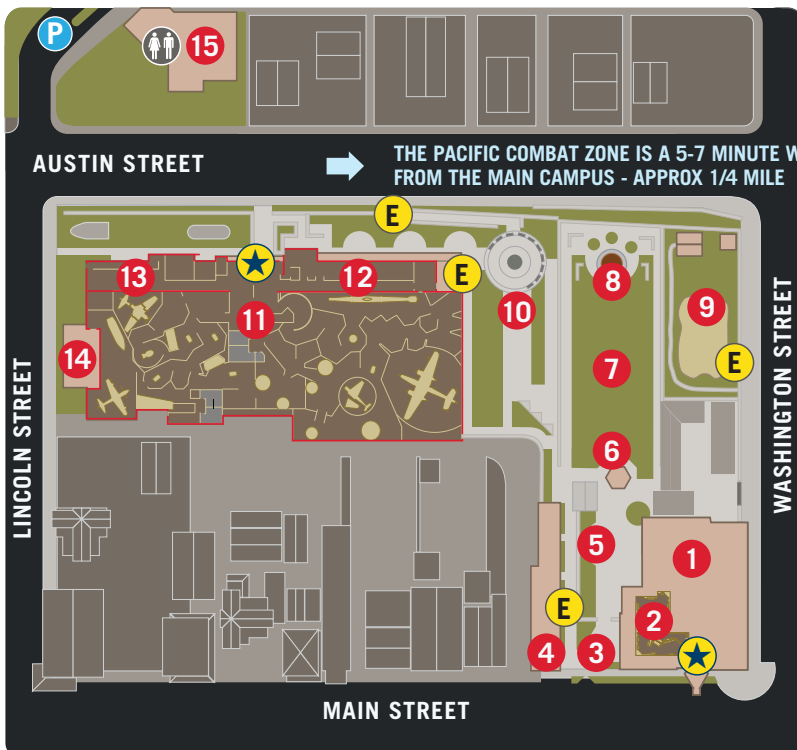 P
15
AUSTIN STREET
THE PACIFIC COMBAT ZONE IS A 5-7 MINUTE W
FROM THE MAIN CAMPUS - APPROX 1/4 MILE
E
13
12
E
8
10
9
11
14
7
E
LINCOLN STREET
WASHINGTON STREET
6
5
1
E
2
4
3
MAIN STREET